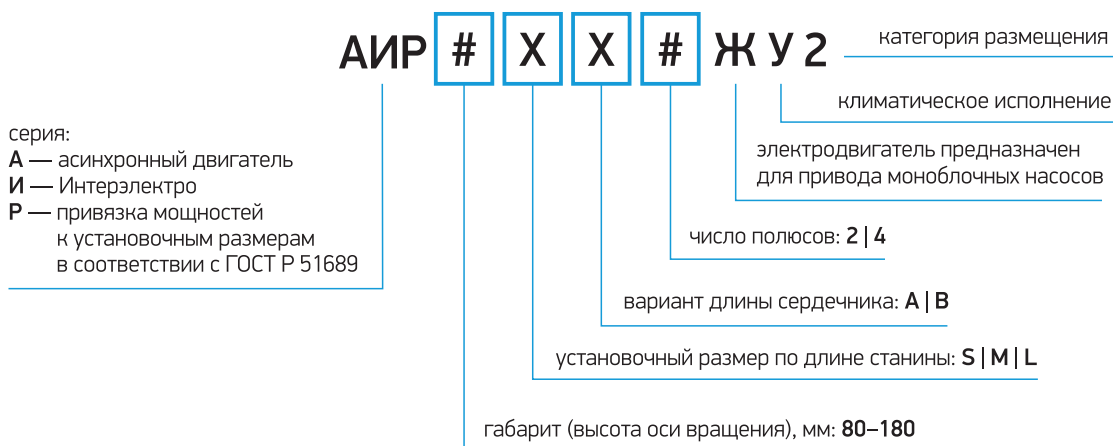 АИР # X X # Ж У 2
категория размещения
климатическое исполнение
серия:
А — асинхронный двигатель
И — Интерэлектро
Р — привязка мощностей
к установочным размерам
в соответствии с ГОСТ Р 51689
электродвигатель предназначен
для привода моноблочных насосов
число полюсов: 2 | 4
вариант длины сердечника: A | B
установочный размер по длине станины: S | M | L
габарит (высота оси вращения), мм: 80–180